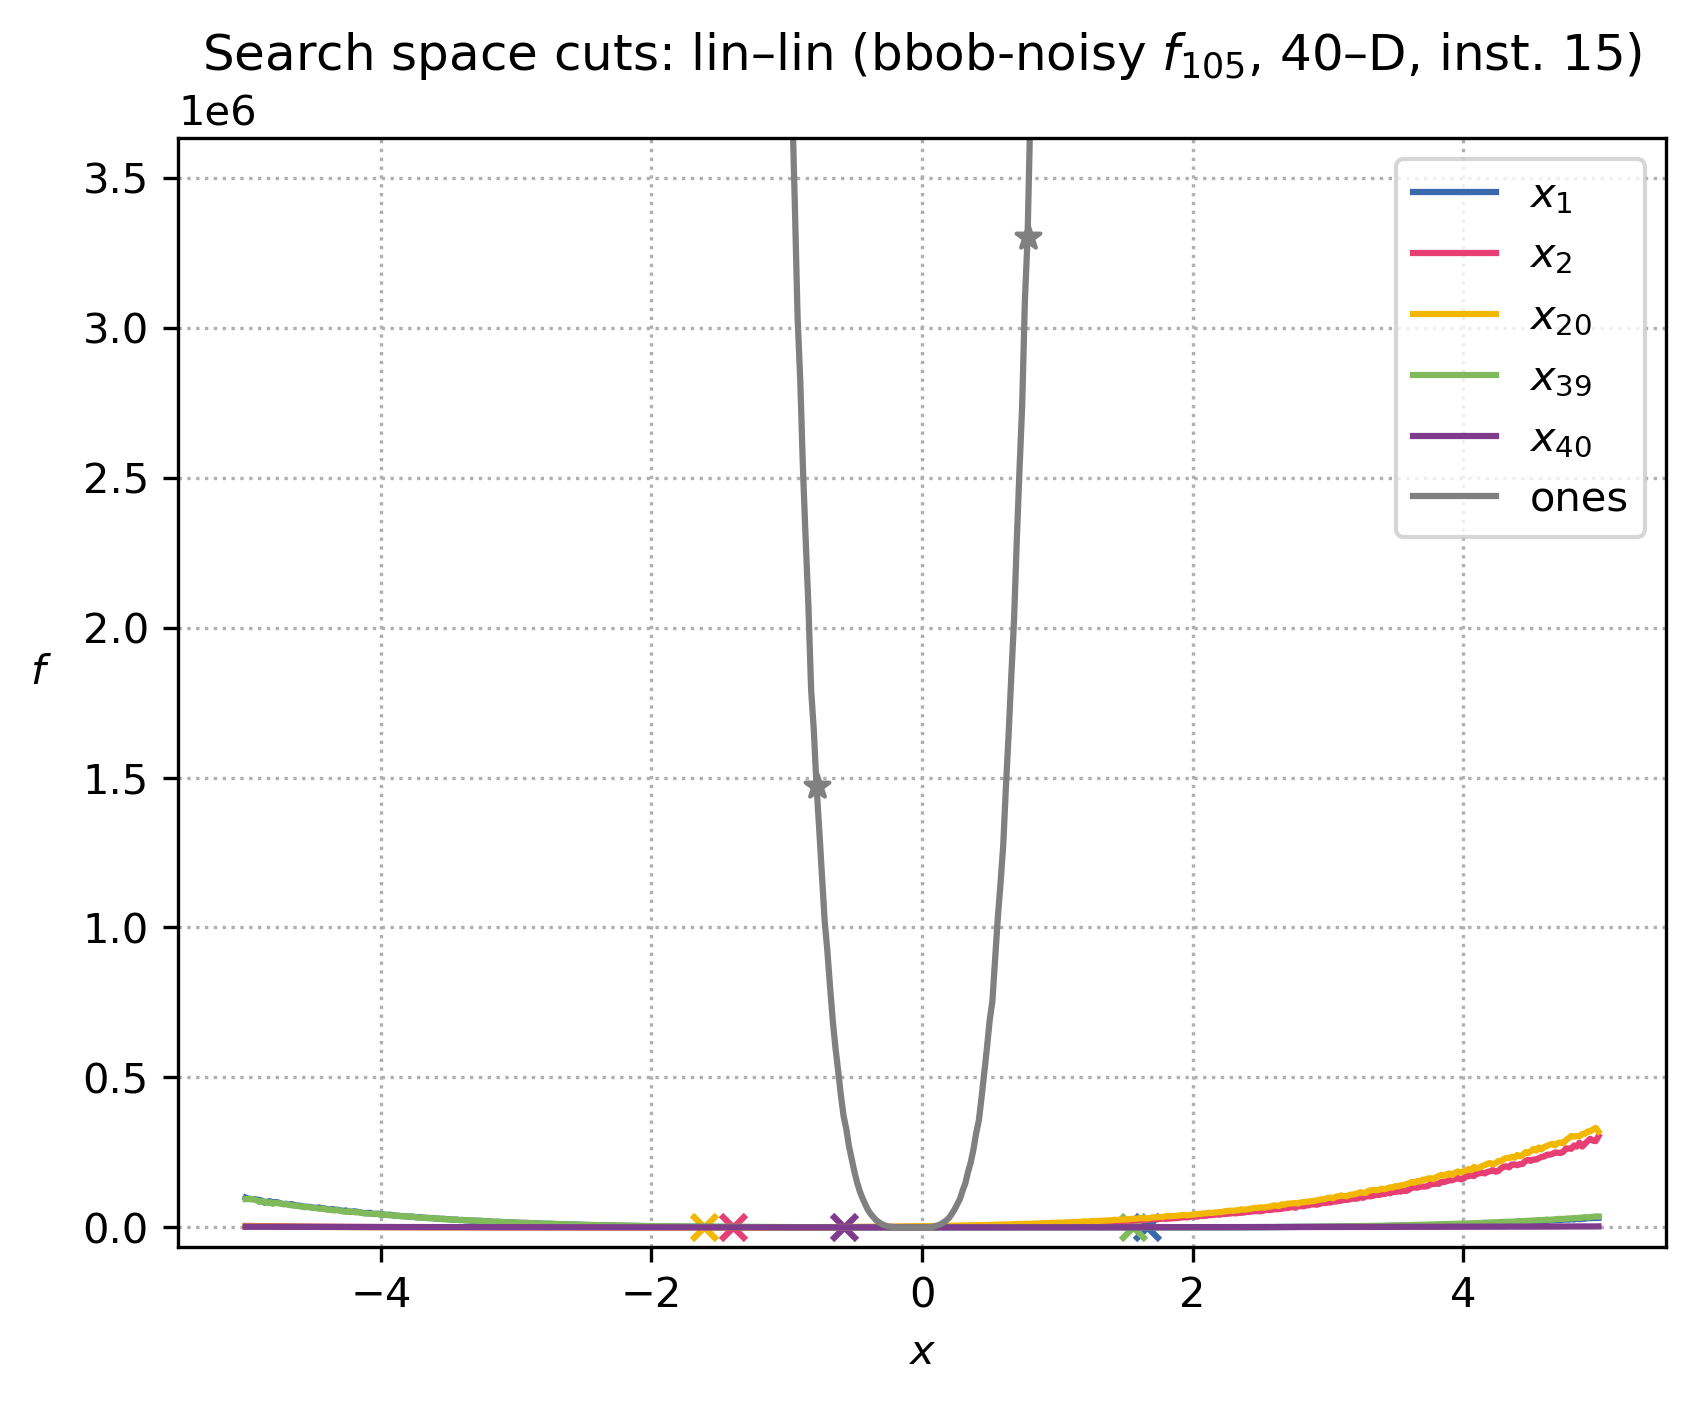 Search space cuts: lin–lin (bbob-noisy f105, 40–D, inst. 15)
1e6
3.5
3.0
2.5
2.0
1.5
1.0
0.5
0.0
f
−4
−2
0
2
4
x
x1
x2
x20
x39
x40
ones